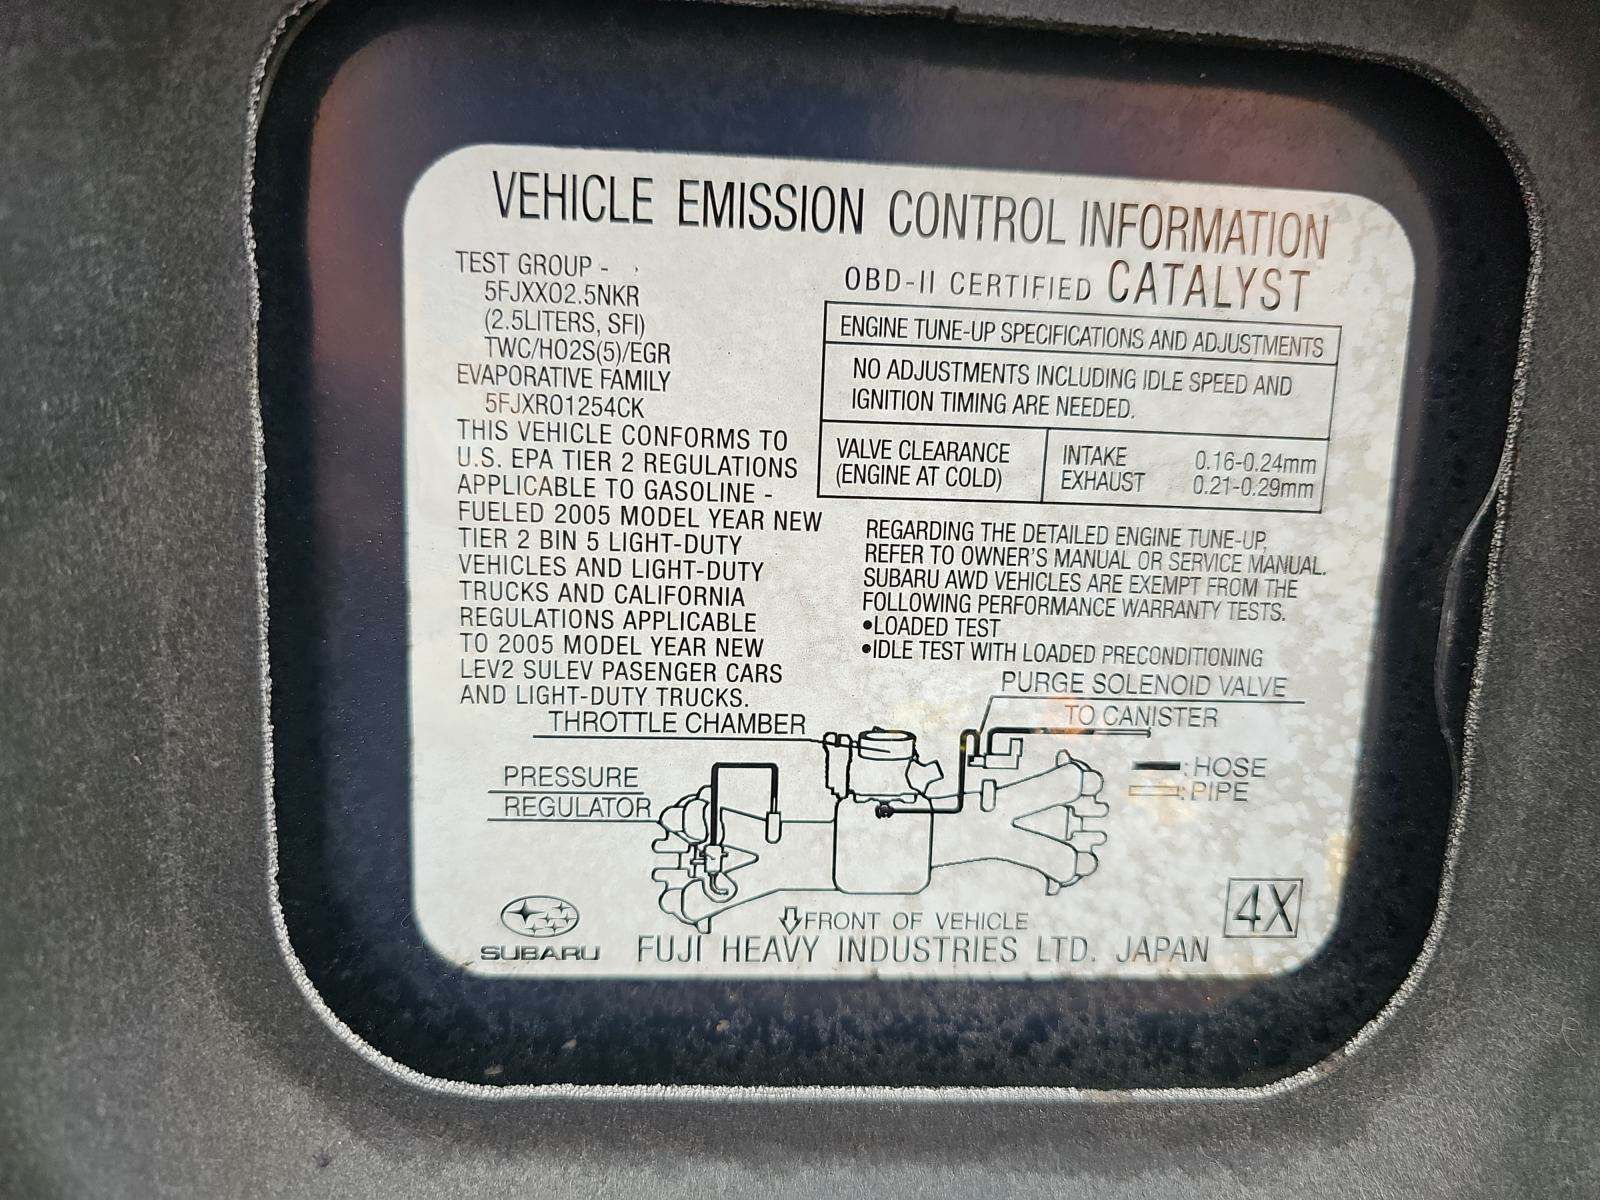 VEHICLE EMISSION CONTROL INFORMATION
OBD-II CERTIFIED CATALYST
TEST GROUP -
5FJXX02.5NKR
(2.5LITERS, SFI)
TWC/HO2S(5)/EGR
EVAPORATIVE FAMILY
5FJXR01254CK
THIS VEHICLE CONFORMS TO
U.S. EPA TIER 2 REGULATIONS
APPLICABLE TO GASOLINE -
FUELED 2005 MODEL YEAR NEW
TIER 2 BIN 5 LIGHT-DUTY
VEHICLES AND LIGHT-DUTY
TRUCKS AND CALIFORNIA
REGULATIONS APPLICABLE
TO 2005 MODEL YEAR NEW
LEV2 SULEV PASENGER CARS
AND LIGHT-DUTY TRUCKS.
ENGINE TUNE-UP SPECIFICATIONS AND ADJUSTMENTS
NO ADJUSTMENTS INCLUDING IDLE SPEED AND
IGNITION TIMING ARE NEEDED.
VALVE CLEARANCE
(ENGINE AT COLD)
INTAKE 0.16-0.24mm
EXHAUST 0.21-0.29mm
REGARDING THE DETAILED ENGINE TUNE-UP,
REFER TO OWNER'S MANUAL OR SERVICE MANUAL.
SUBARU AWD VEHICLES ARE EXEMPT FROM THE
FOLLOWING PERFORMANCE WARRANTY TESTS.
•LOADED TEST
•IDLE TEST WITH LOADED PRECONDITIONING
PURGE SOLENOID VALVE
THROTTLE CHAMBER
TO CANISTER
PRESSURE
REGULATOR
:HOSE
:PIPE
FRONT OF VEHICLE
4X
SUBARU
FUJI HEAVY INDUSTRIES LTD. JAPAN